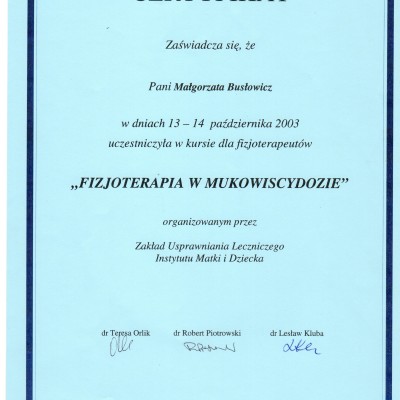 Zaświadcza się, że
Pani Małgorzata Busłowicz
w dniach 13 – 14 października 2003
uczestniczyła w kursie dla fizjoterapeutów
„FIZJOTERAPIA W MUKOWISCYDOZIE”
organizowanym przez
Zakład Usprawniania Leczniczego
Instytutu Matki i Dziecka
dr Teresa Orlik dr Robert Piotrowski dr Lesław Kluba